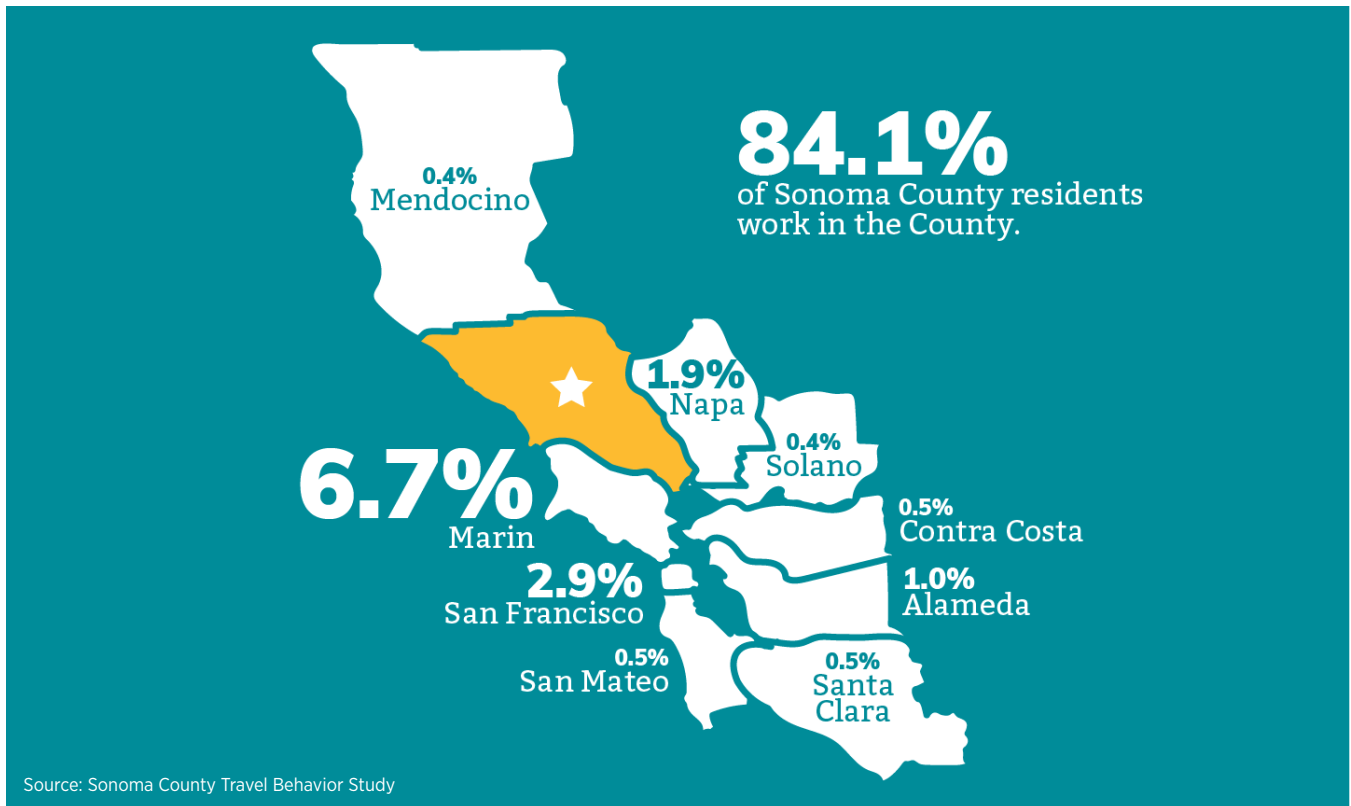 84.1%
of Sonoma County residents
work in the County.
0.4%
Mendocino
1.9%
Napa
0.4%
Solano
6.7%
Marin
0.5%
Contra Costa
2.9%
San Francisco
1.0%
Alameda
0.5%
San Mateo
0.5%
Santa
Clara
Source: Sonoma County Travel Behavior Study